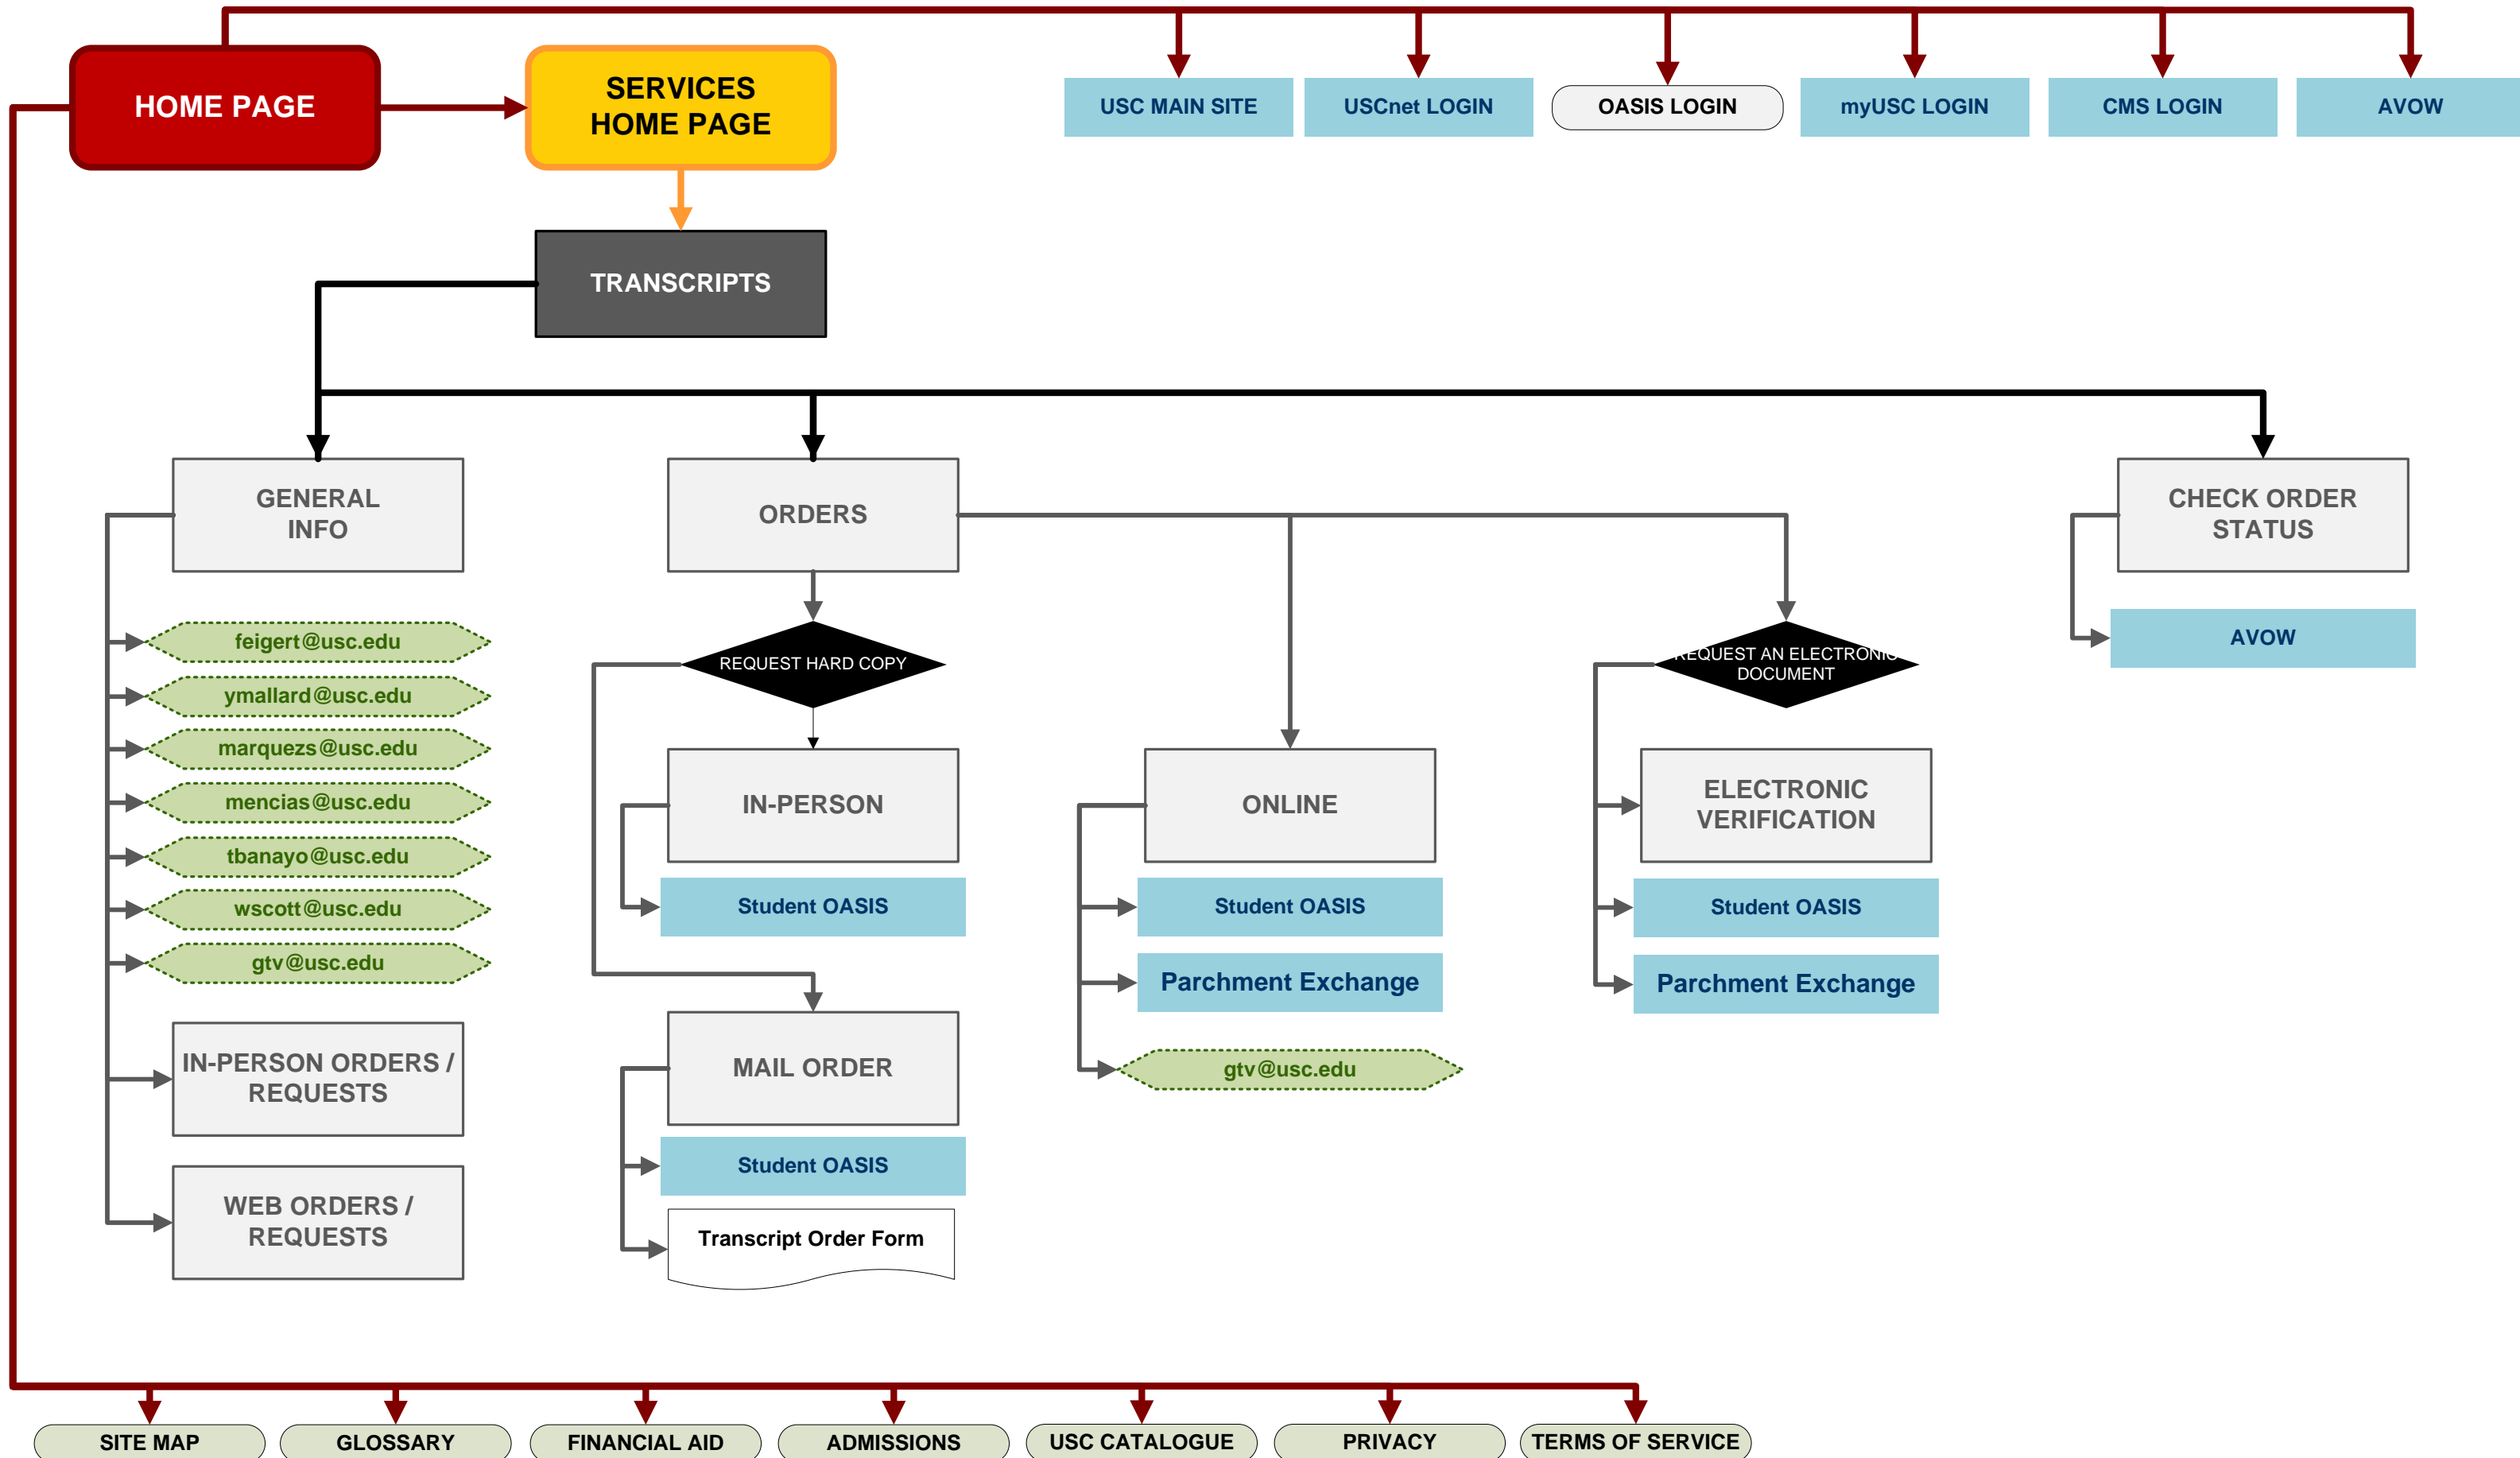 HOME PAGE
SERVICES
HOME PAGE
USC MAIN SITE
USCnet LOGIN
OASIS LOGIN
myUSC LOGIN
CMS LOGIN
AVOW
TRANSCRIPTS
GENERAL
INFO
ORDERS
CHECK ORDER
STATUS
feigert@usc.edu
ymallard@usc.edu
marquezs@usc.edu
mencias@usc.edu
tbanayo@usc.edu
wscott@usc.edu
gtv@usc.edu
IN-PERSON ORDERS /
REQUESTS
WEB ORDERS /
REQUESTS
REQUEST HARD COPY
IN-PERSON
Student OASIS
MAIL ORDER
Student OASIS
Transcript Order Form
ONLINE
Student OASIS
Parchment Exchange
gtv@usc.edu
REQUEST AN ELECTRONIC
DOCUMENT
ELECTRONIC
VERIFICATION
Student OASIS
Parchment Exchange
AVOW
SITE MAP
GLOSSARY
FINANCIAL AID
ADMISSIONS
USC CATALOGUE
PRIVACY
TERMS OF SERVICE